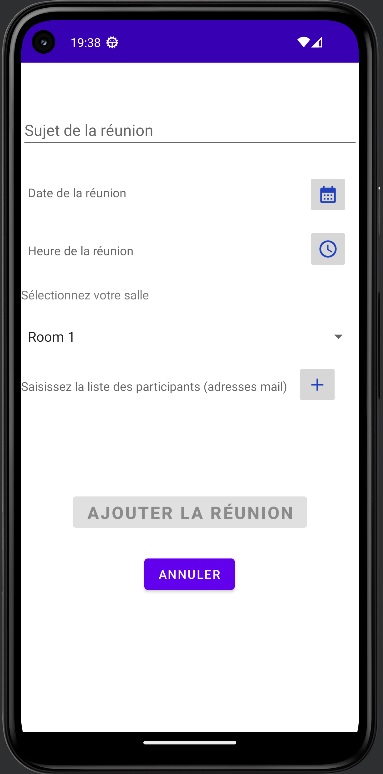 19:38
Sujet de la réunion
Date de la réunion
Heure de la réunion
Sélectionnez votre salle
Room 1
Saisissez la liste des participants (adresses mail)
AJOUTER LA RÉUNION
ANNULER